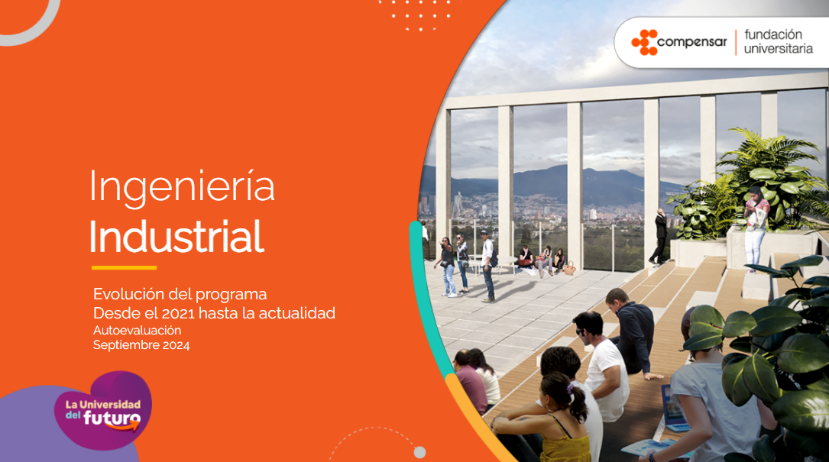 compensar
fundación
universitaria
Ingeniería
Industrial
Evolución del programa
Desde el 2021 hasta la actualidad
Autoevaluación
Septiembre 2024
La Universidad
del futuro